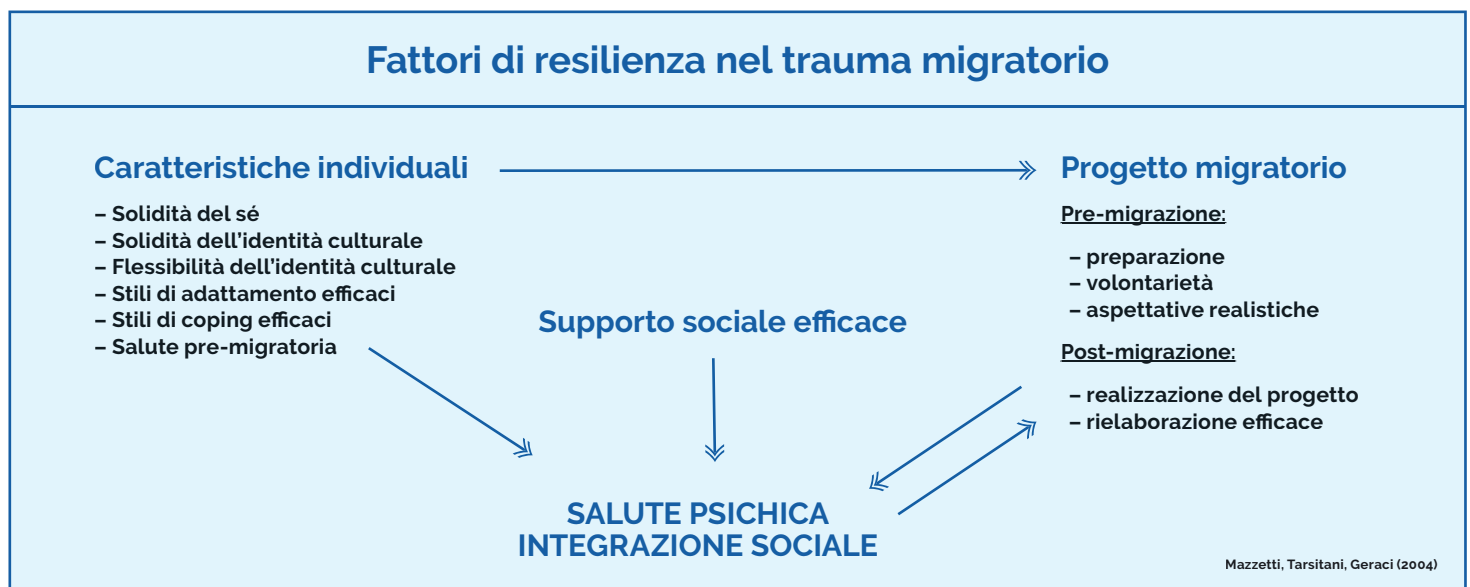 Fattori di resilienza nel trauma migratorio
Caratteristiche individuali
– Solidità del sé
– Solidità dell’identità culturale
– Flessibilità dell’identità culturale
– Stili di adattamento efficaci
– Stili di coping efficaci
– Salute pre-migratoria
Supporto sociale efficace
Progetto migratorio
Pre-migrazione:
– preparazione
– volontarietà
– aspettative realistiche
Post-migrazione:
– realizzazione del progetto
– rielaborazione efficace
SALUTE PSICHICA
INTEGRAZIONE SOCIALE
Mazzetti, Tarsitani, Geraci (2004)